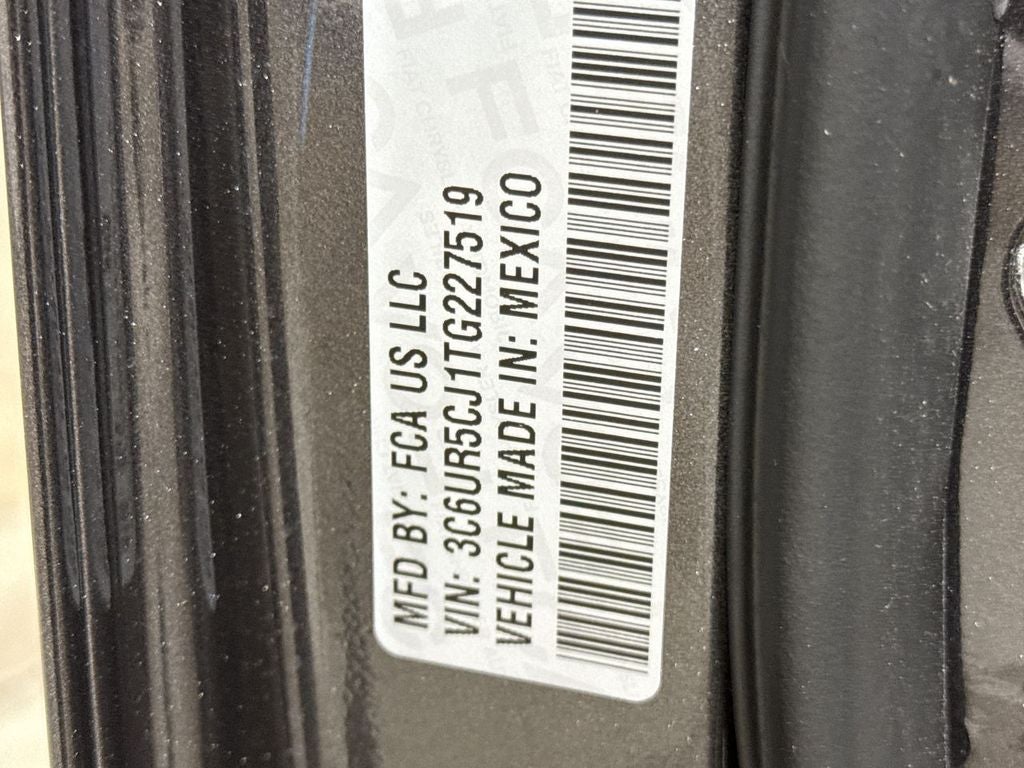 MFD BY: FCA US LLC
VIN: 3C6UR5CJ1TG227519
VEHICLE MADE IN: MEXICO